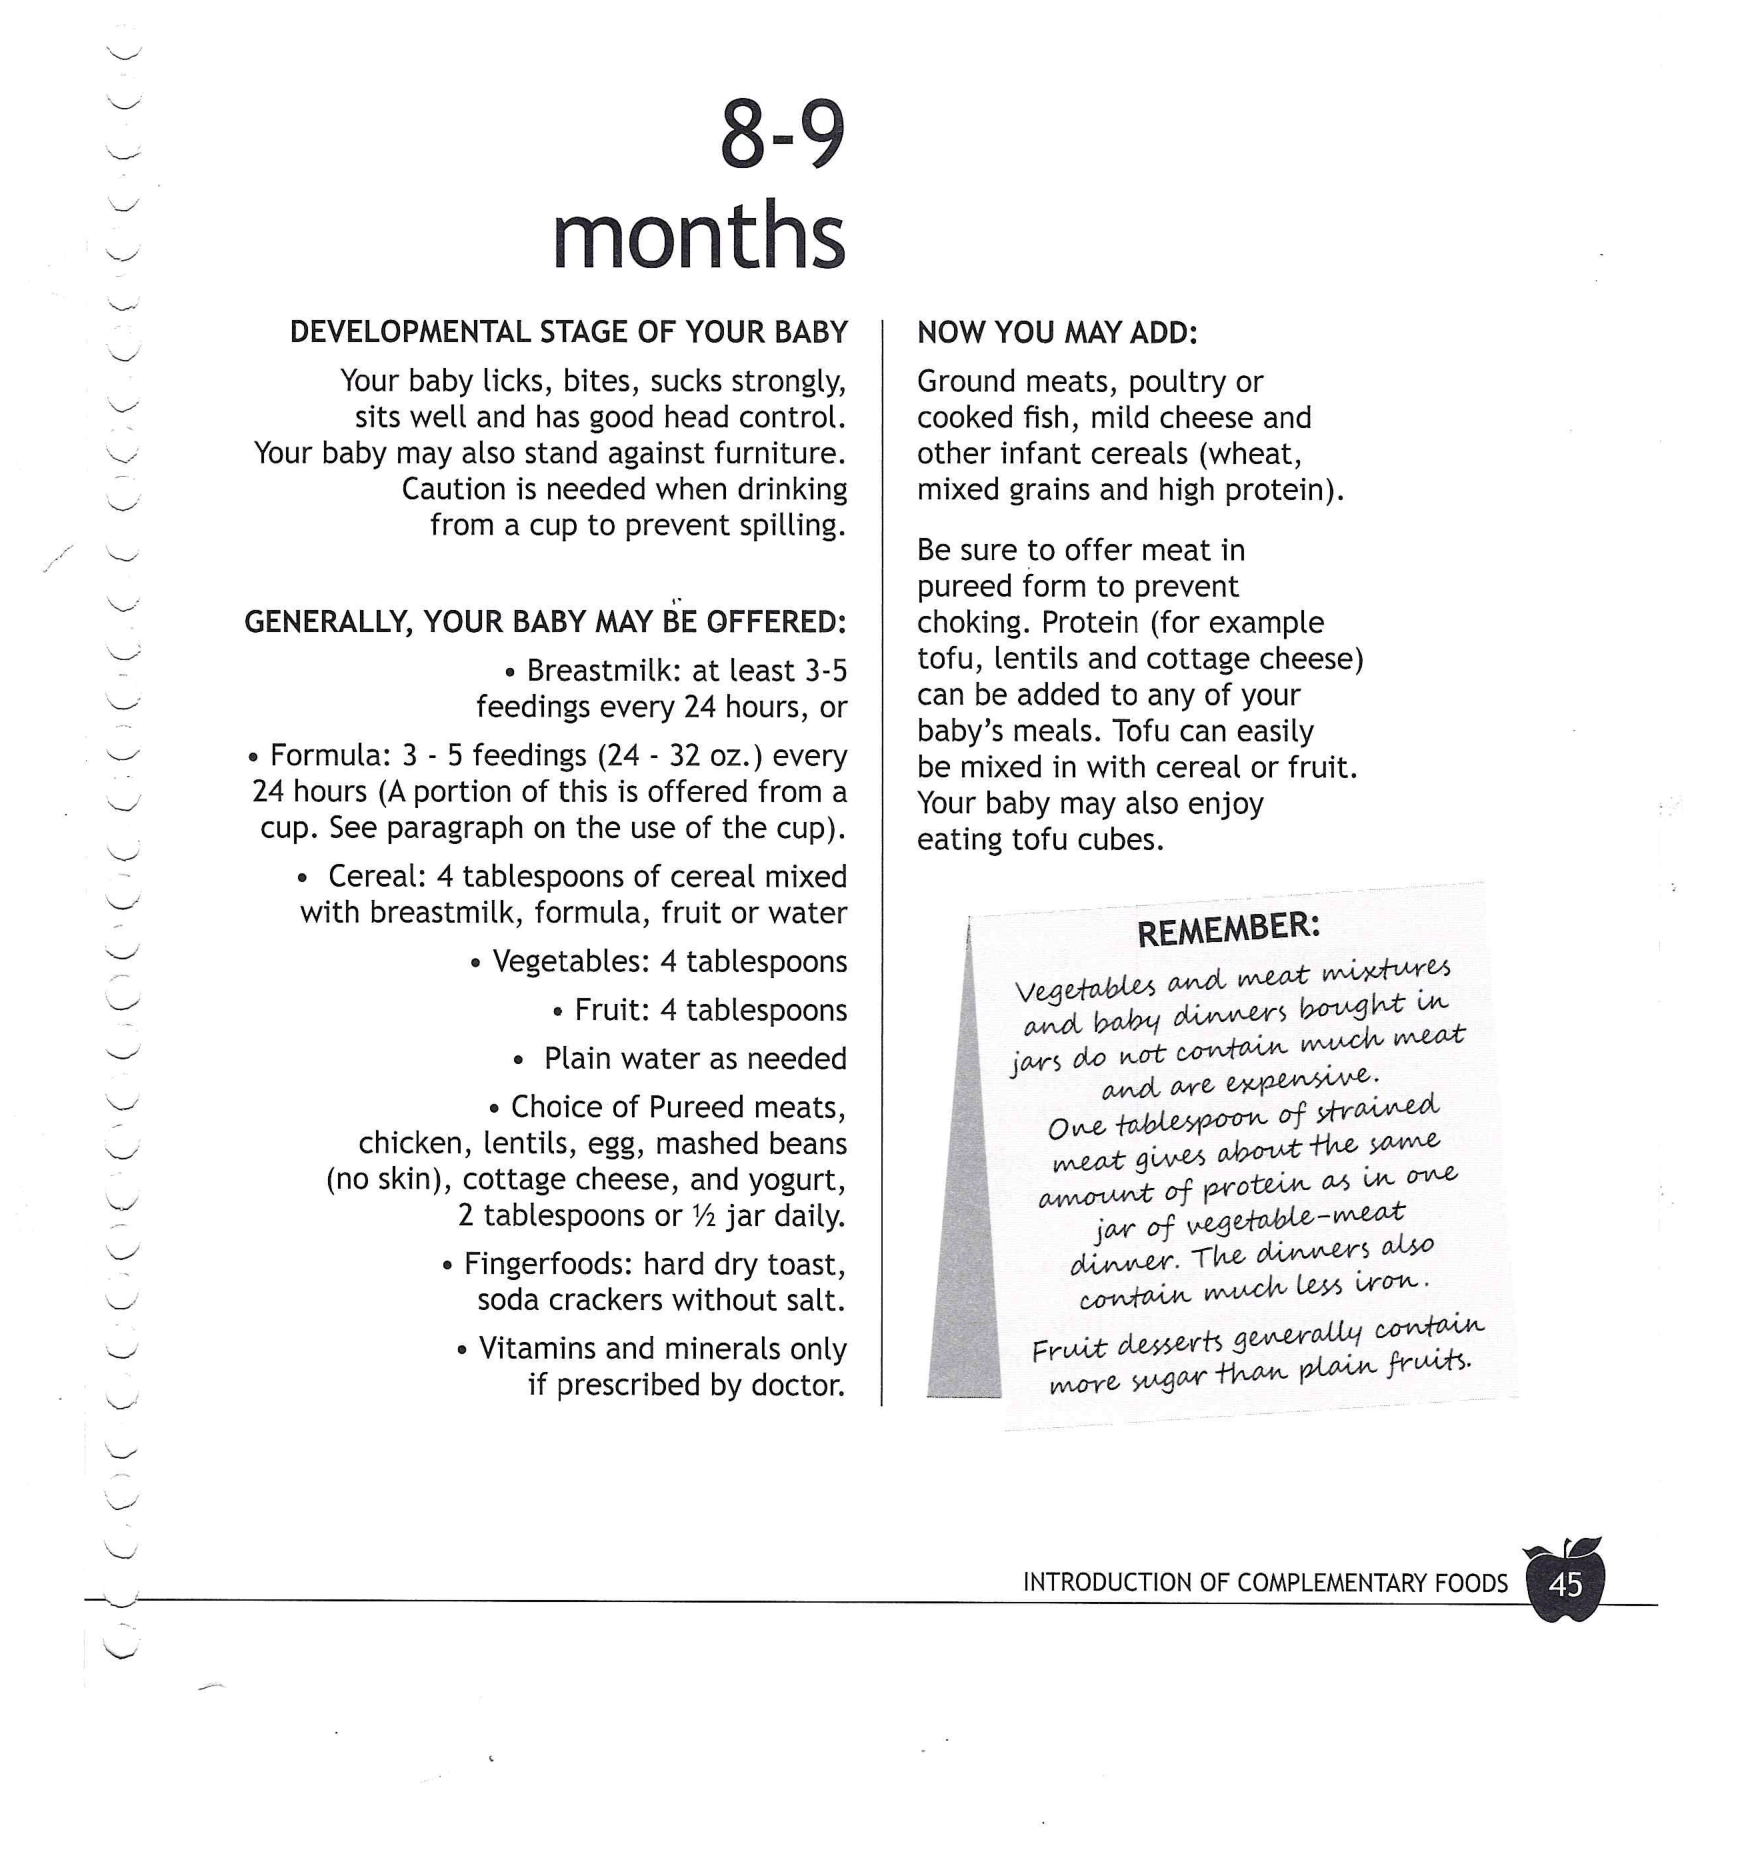 8-9
months
DEVELOPMENTAL STAGE OF YOUR BABY
Your baby licks, bites, sucks strongly,
sits well and has good head control.
Your baby may also stand against furniture.
Caution is needed when drinking
from a cup to prevent spilling.
GENERALLY, YOUR BABY MAY BE OFFERED:
• Breastmilk: at least 3-5
feedings every 24 hours, or
• Formula: 3 - 5 feedings (24 - 32 oz.) every
24 hours (A portion of this is offered from a
cup. See paragraph on the use of the cup).
• Cereal: 4 tablespoons of cereal mixed
with breastmilk, formula, fruit or water
• Vegetables: 4 tablespoons
• Fruit: 4 tablespoons
• Plain water as needed
• Choice of Pureed meats,
chicken, lentils, egg, mashed beans
(no skin), cottage cheese, and yogurt,
2 tablespoons or ½ jar daily.
• Fingerfoods: hard dry toast,
soda crackers without salt.
• Vitamins and minerals only
if prescribed by doctor.
NOW YOU MAY ADD:
Ground meats, poultry or
cooked fish, mild cheese and
other infant cereals (wheat,
mixed grains and high protein).
Be sure to offer meat in
pureed form to prevent
choking. Protein (for example
tofu, lentils and cottage cheese)
can be added to any of your
baby's meals. Tofu can easily
be mixed in with cereal or fruit.
Your baby may also enjoy
eating tofu cubes.
REMEMBER:
Vegetables and meat mixtures
and baby dinners bought in
jars do not contain much meat
and are expensive.
One tablespoon of strained
meat gives about the same
amount of protein as in one
jar of vegetable-meat
dinner. The dinners also
contain much less iron.
Fruit desserts generally contain
more sugar than plain fruits.
INTRODUCTION OF COMPLEMENTARY FOODS 45